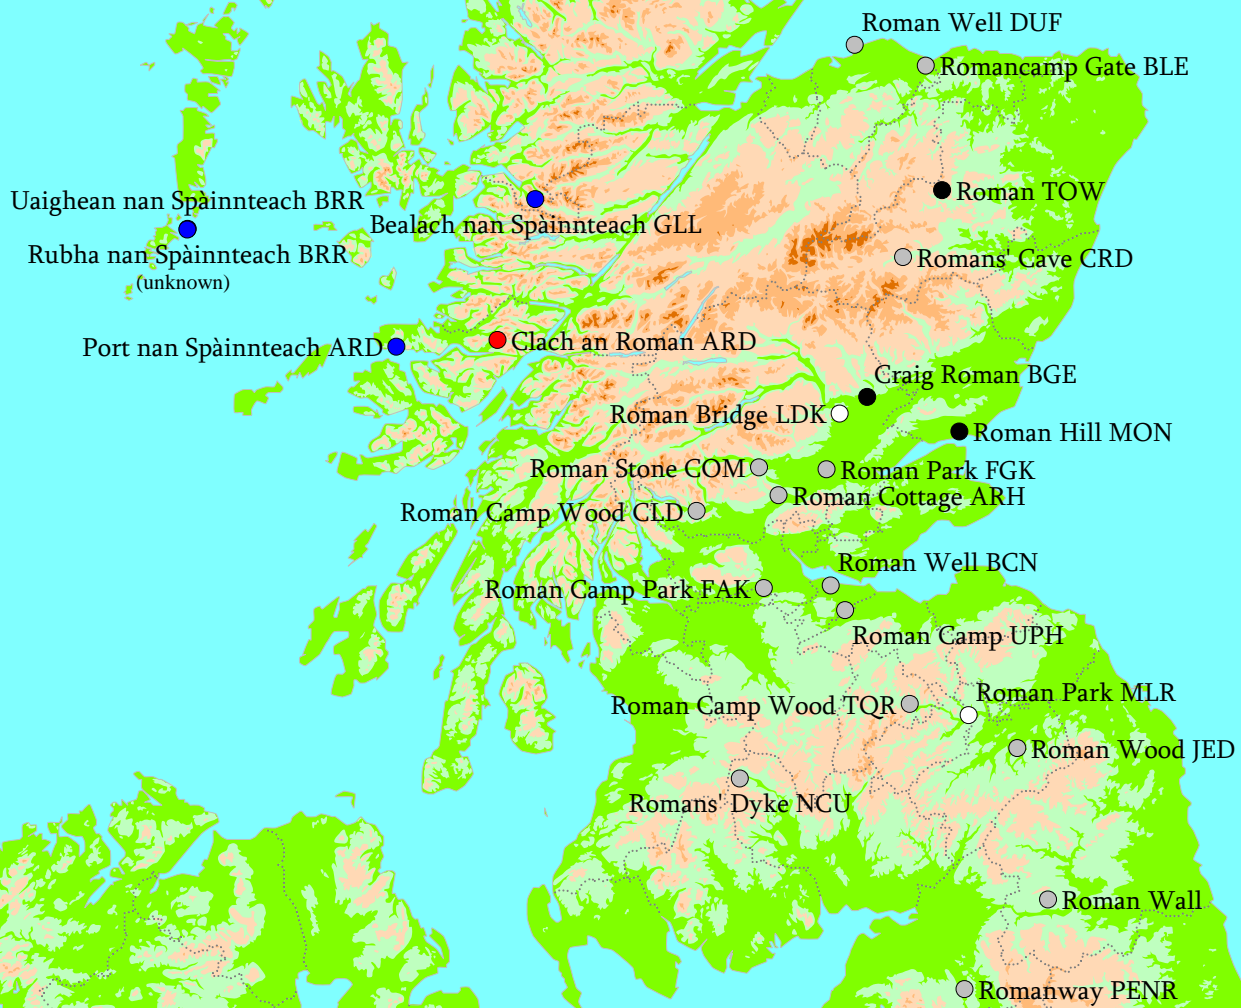 Roman Well DUF
Romancamp Gate BLE
Roman TOW
Uaighean nan Spàinnteach BRR
Bealach nan Spàinnteach GLL
Rubha nan Spàinnteach BRR
(unknown)
Romans' Cave CRD
Port nan Spàinnteach ARD
Clach an Roman ARD
Craig Roman BGE
Roman Bridge LDK
Roman Hill MON
Roman Stone COM
Roman Park FGK
Roman Cottage ARH
Roman Camp Wood CLD
Roman Well BCN
Roman Camp Park FAK
Roman Camp UPH
Roman Park MLR
Roman Camp Wood TQR
Roman Wood JED
Romans' Dyke NCU
Roman Wall
Romanway PENR